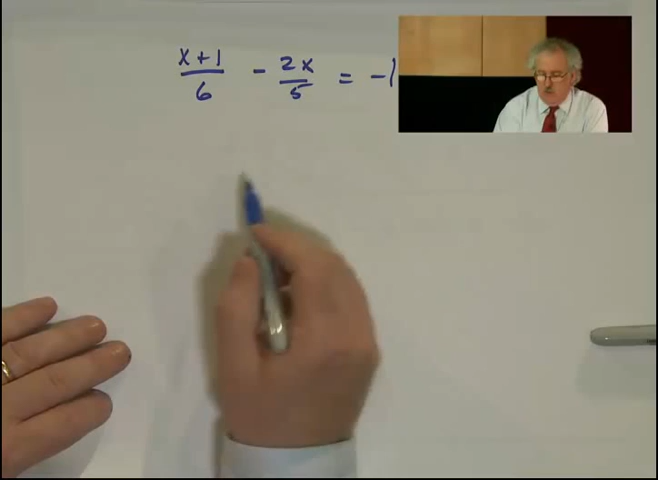 x+1/6 - 2x/5 = -1